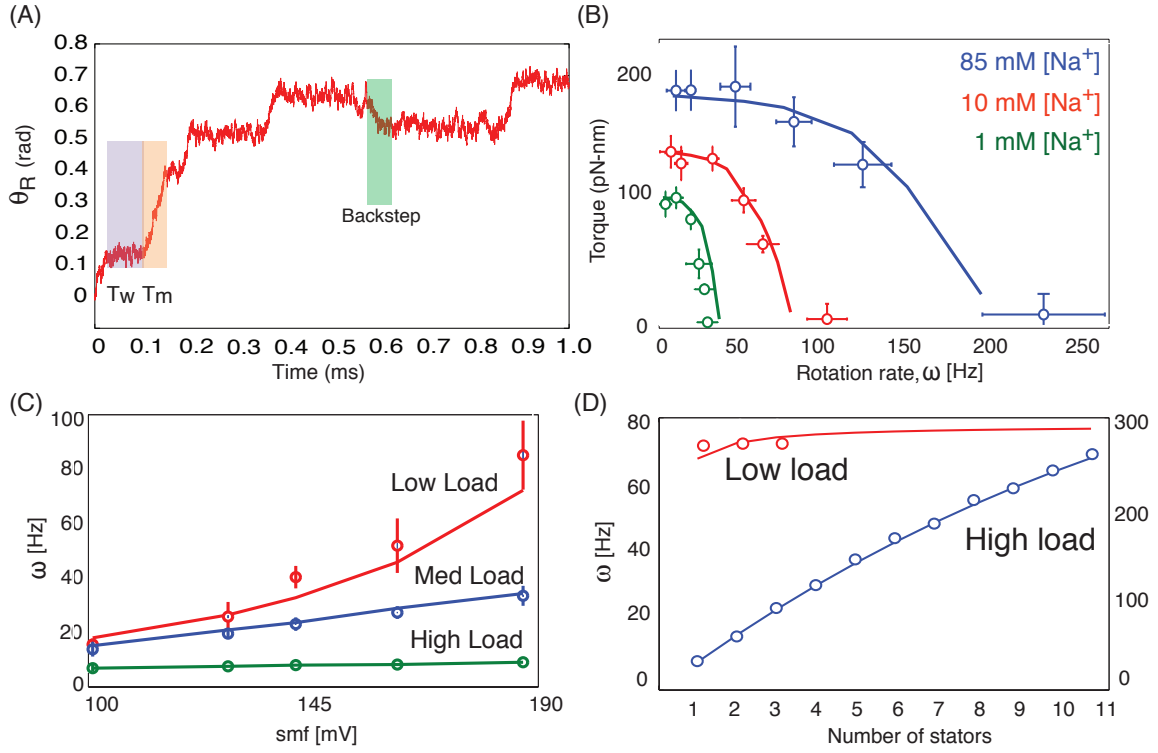 (A)
0.8
0.7
0.6
0.5
0.4
0.3
0.2
0.1
0
θR (rad)
Tw Tm
Backstep
0 0.1 0.2 0.3 0.4 0.5 0.6 0.7 0.8 0.9 1.0
Time (ms)
(B)
200
100
0
Torque (pN-nm)
85 mM [Na+]
10 mM [Na+]
1 mM [Na+]
0 50 100 150 200 250
Rotation rate, ω [Hz]
(C)
100
80
60
40
20
0
ω [Hz]
Low Load
Med Load
High Load
100 145 190
smf [mV]
(D)
80
60
40
20
0
ω [Hz]
Low load
High load
300
200
100
0
1 2 3 4 5 6 7 8 9 10 11
Number of stators